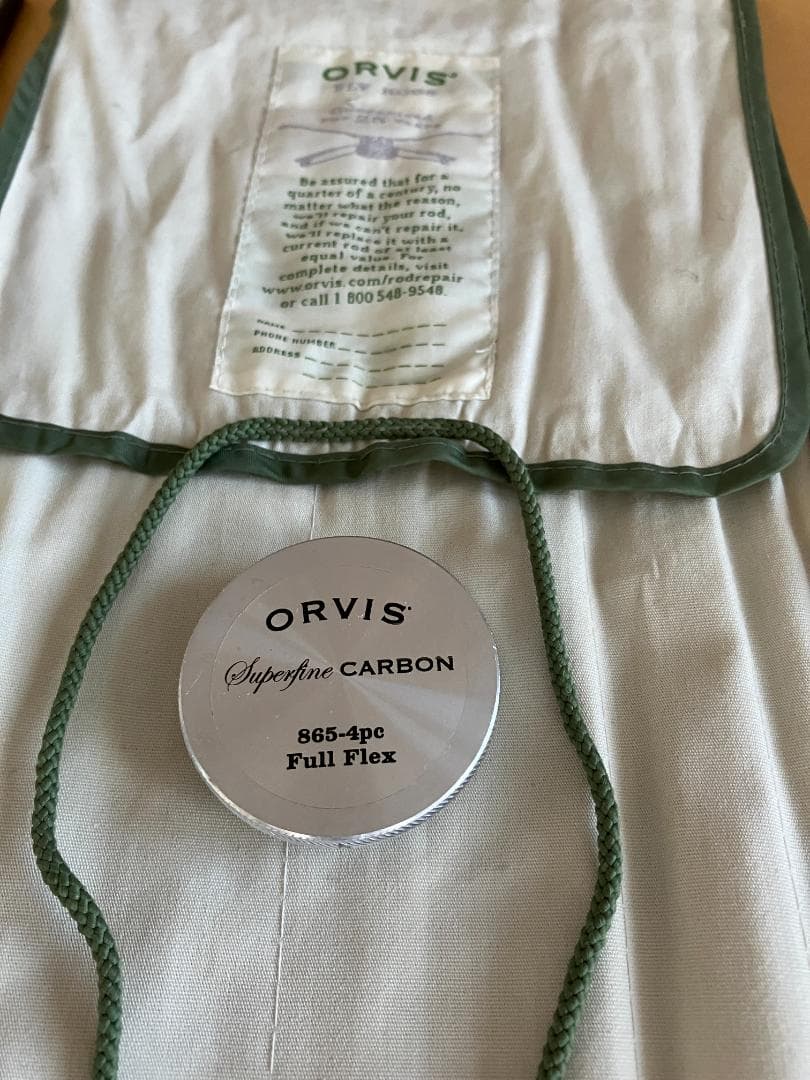 ORVIS®
FLY RODS
Be assured that for a
quarter of a century, no
matter what the reason,
we'll repair your rod,
and if we can't repair it,
we'll replace it with a
current rod of at least
equal value. For
complete details, visit
www.orvis.com/rodrepair
or call 1 800 548-9548.
NAME
PHONE NUMBER
ADDRESS
ORVIS®
Superfine CARBON
865-4pc
Full Flex